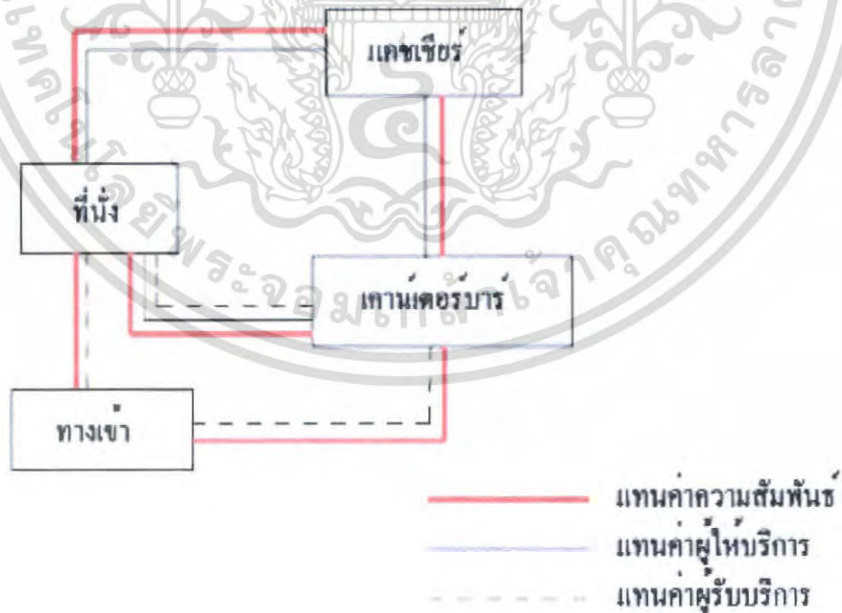 แคชเชียร์
ที่นั่ง
เคาน์เตอร์บาร์
ทางเข้า
แทนค่าความสัมพันธ์
แทนค่าผู้ให้บริการ
แทนค่าผู้รับบริการ